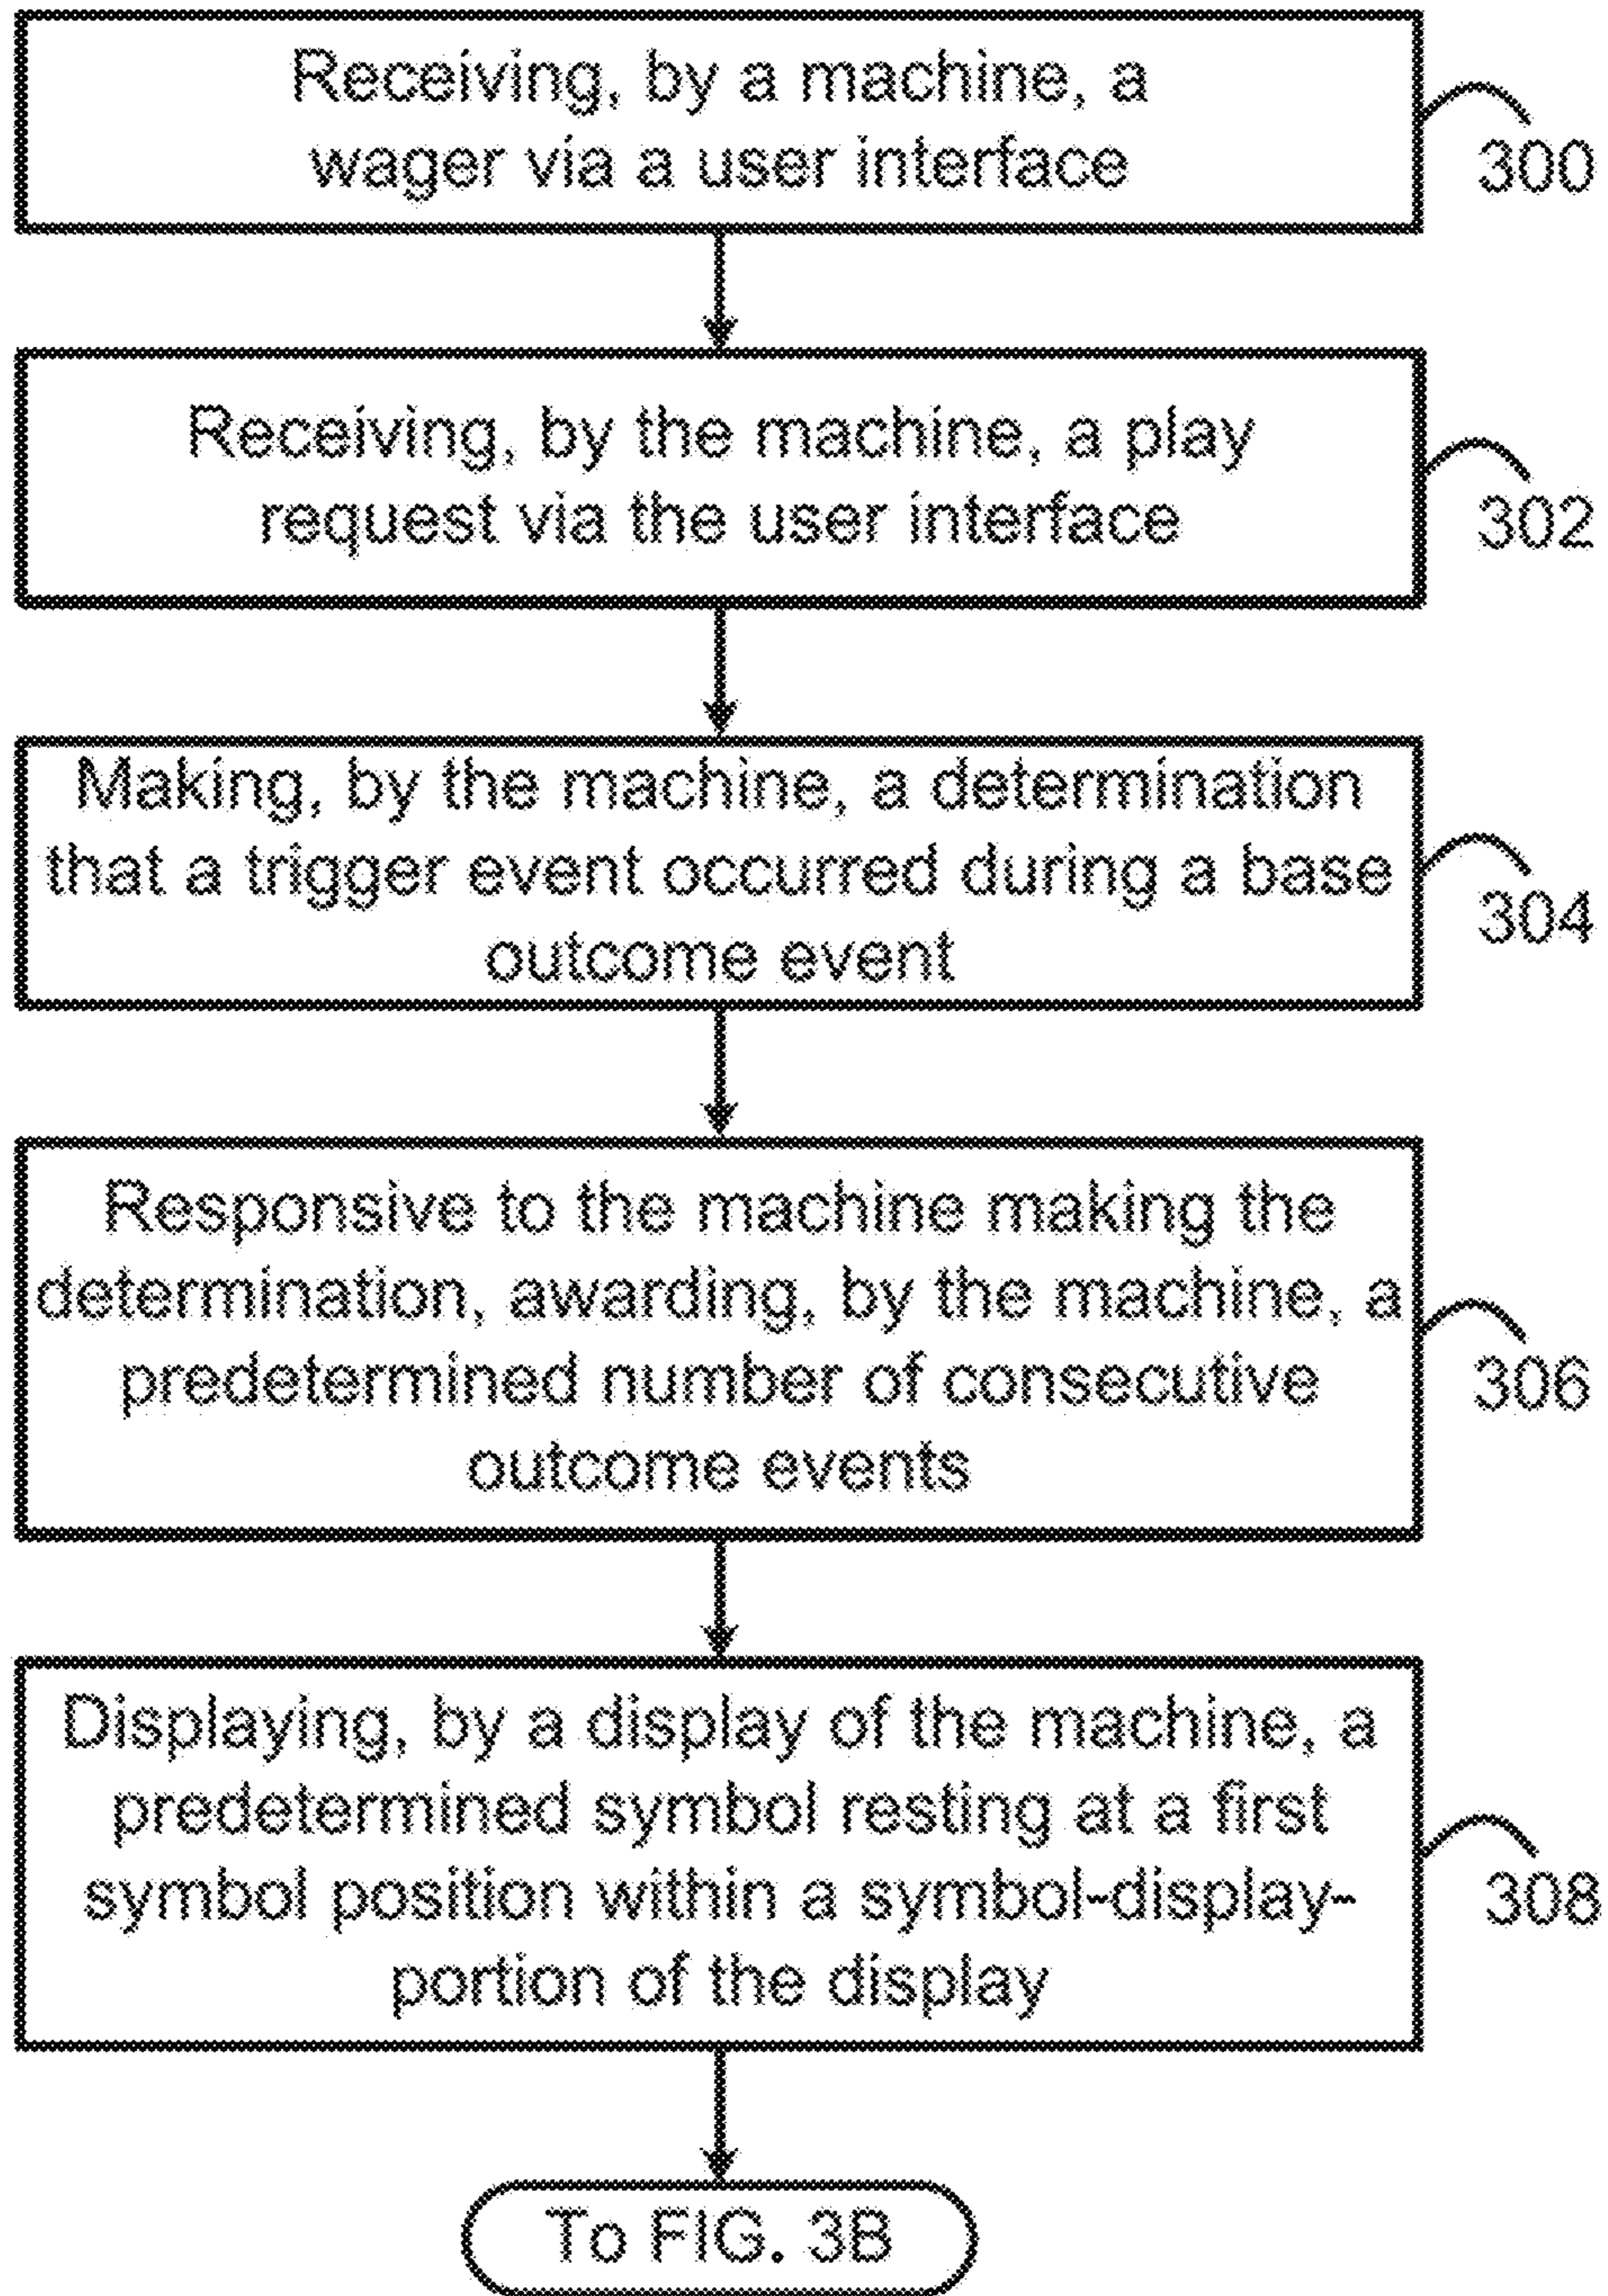 Receiving, by a machine, a
wager via a user interface
300
Receiving, by the machine, a play
request via the user interface
302
Making, by the machine, a determination
that a trigger event occurred during a base
outcome event
304
Responsive to the machine making the
determination, awarding, by the machine, a
predetermined number of consecutive
outcome events
306
Displaying, by a display of the machine, a
predetermined symbol resting at a first
symbol position within a symbol-display-
portion of the display
308
To FIG. 3B